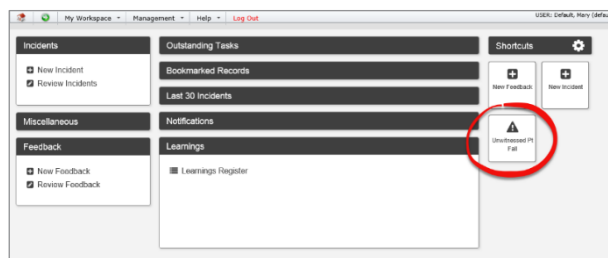 My Workspace Management Help Log Out
USER: Default, Mary (defau
Incidents
New Incident
Review Incidents
Miscellaneous
Feedback
New Feedback
Review Feedback
Outstanding Tasks
Bookmarked Records
Last 30 Incidents
Notifications
Learnings
Learnings Register
Shortcuts
New Feedback
New Incident
Unwitnessed Pt
Fall